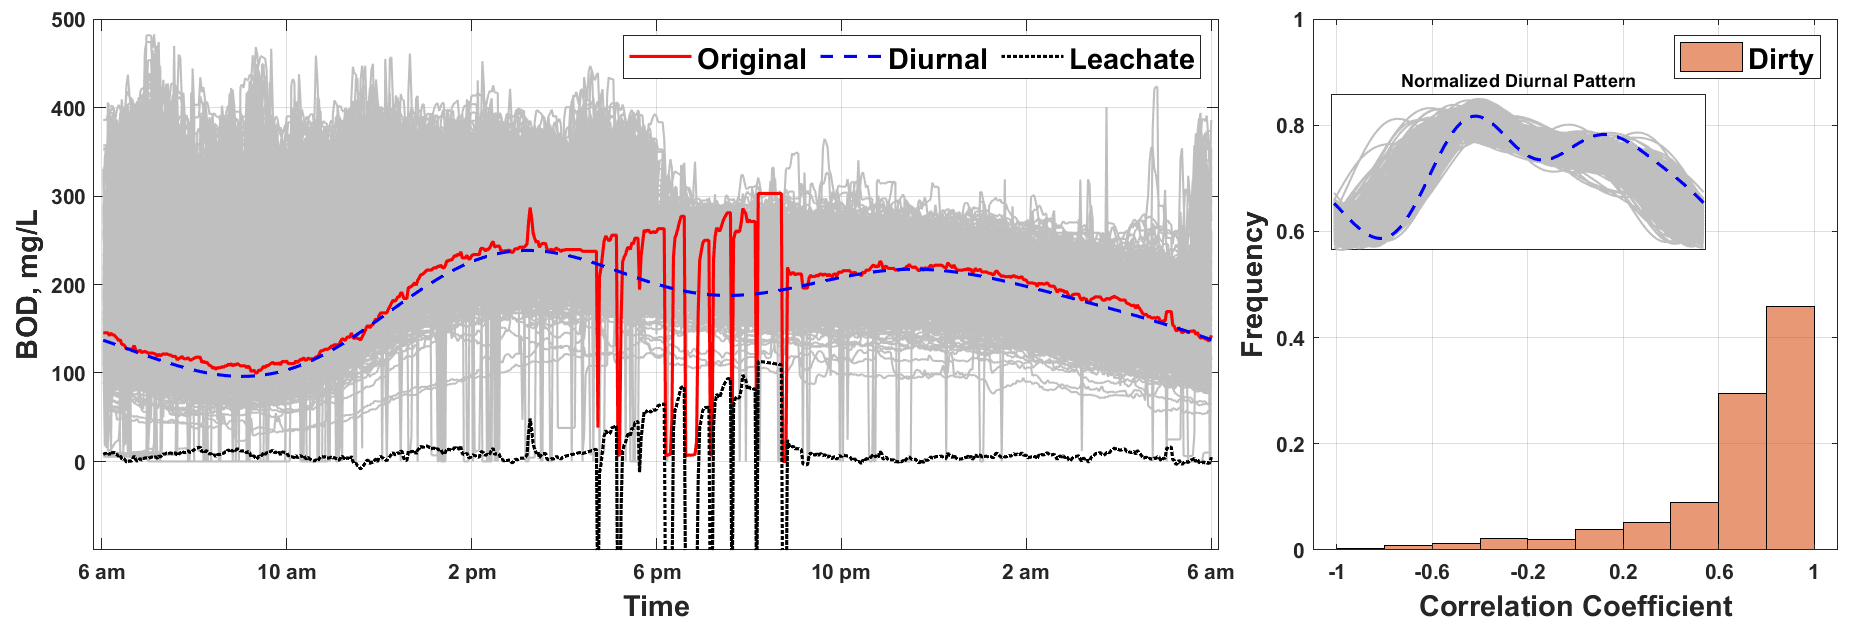 500
400
300
200
100
0
BOD, mg/L
Original Diurnal Leachate
6 am 10 am 2 pm 6 pm 10 pm 2 am 6 am
Time
1
0.8
0.6
0.4
0.2
0
Frequency
Dirty
Normalized Diurnal Pattern
-1 -0.6 -0.2 0.2 0.6 1
Correlation Coefficient